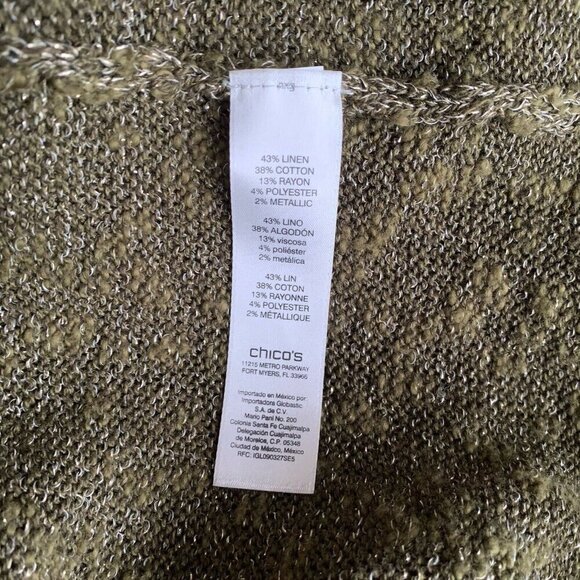 43% LINEN
38% COTTON
13% RAYON
4% POLYESTER
2% METALLIC
43% LINO
38% ALGODÓN
13% viscosa
4% poliéster
2% metálica
43% LIN
38% COTON
13% RAYONNE
4% POLYESTER
2% MÉTALLIQUE
chico's
11215 METRO PARKWAY
FORT MYERS, FL 33966
Importado en México por:
Importadora Globastic
S.A. de C.V.
Mario Pani No. 200
Colonia Santa Fe Cuajimalpa
Delegación Cuajimalpa
de Morelos, C.P. 05348
Ciudad de México, México
RFC: IGL090327SE5